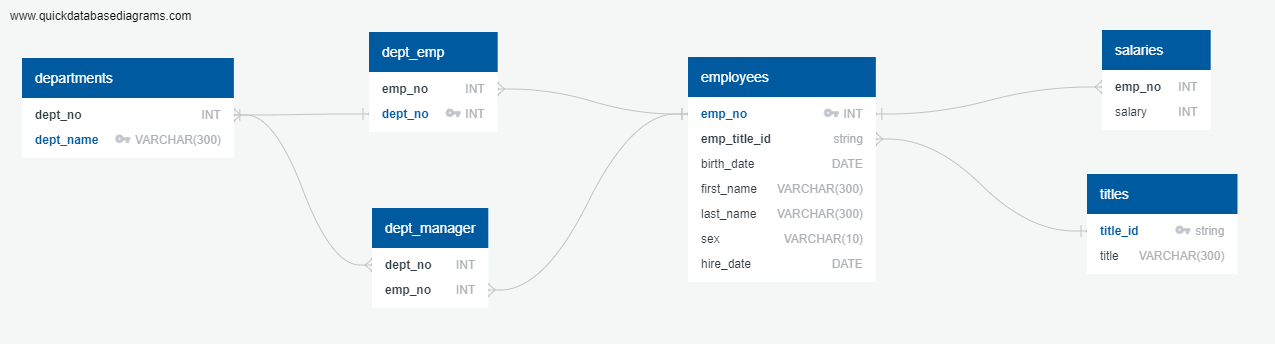 www.quickdatabasediagrams.com
departments
dept_no INT
dept_name VARCHAR(300)
dept_emp
emp_no INT
dept_no INT
dept_manager
dept_no INT
emp_no INT
employees
emp_no INT
emp_title_id string
birth_date DATE
first_name VARCHAR(300)
last_name VARCHAR(300)
sex VARCHAR(10)
hire_date DATE
salaries
emp_no INT
salary INT
titles
title_id string
title VARCHAR(300)